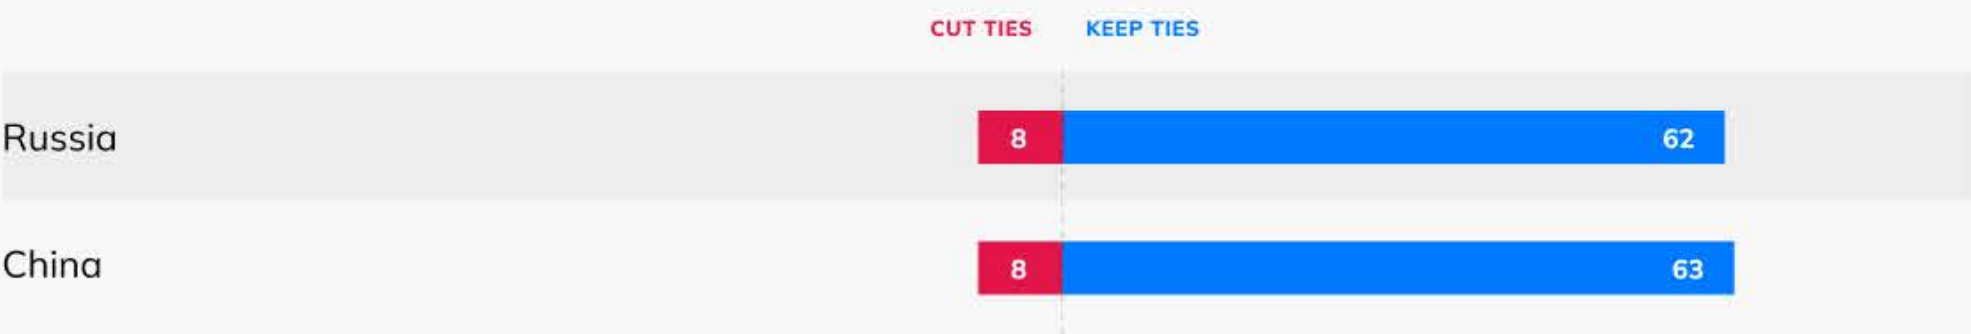 CUT TIES KEEP TIES
Russia 8 62
China 8 63